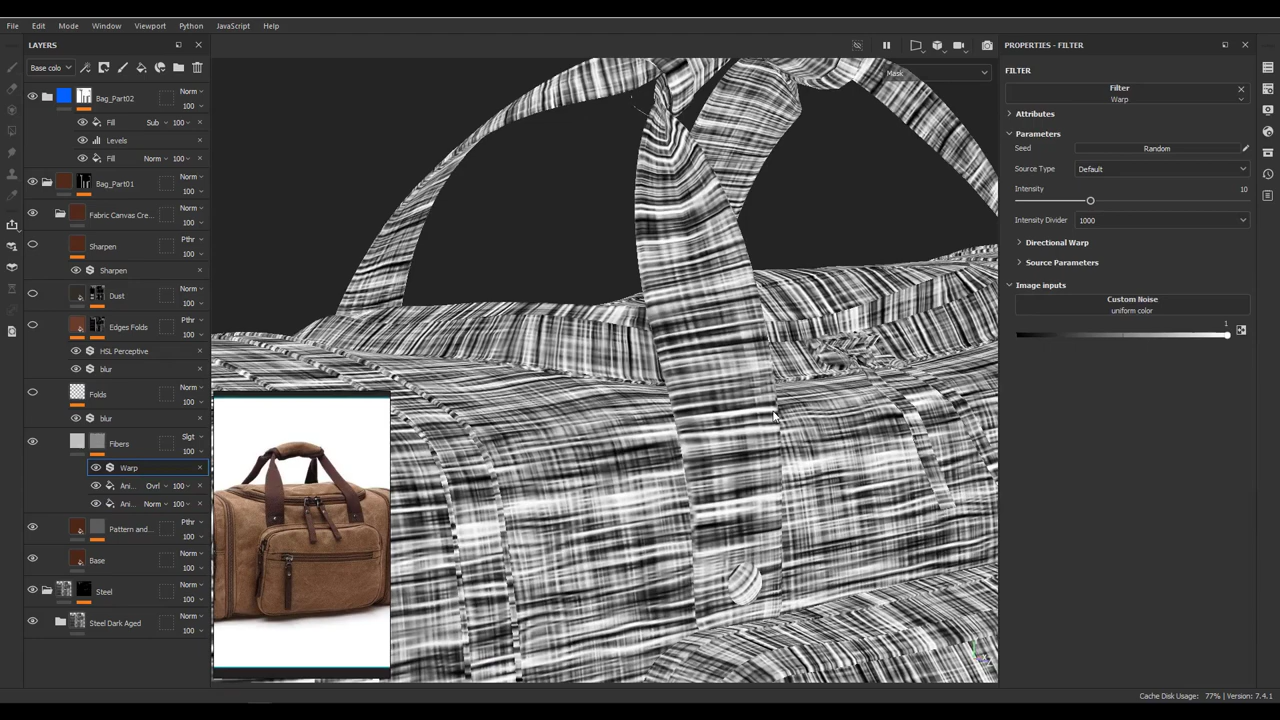 File Edit Mode Window Viewport Python JavaScript Help
LAYERS
Base colo
Bag_Part02 Norm 100
Fill Sub 100
Levels
Fill Norm 100
Bag_Part01 Norm 100
Fabric Canvas Cre... Norm 100
Sharpen Pthr 100
Sharpen
Dust Norm 100
Edges Folds Pthr 100
HSL Perceptive
blur
Folds Norm 100
blur
Fibers Slgt 100
Warp
Ani... Ovrl 100
Ani... Norm 100
Pattern and... Pthr 100
Base Norm 100
Steel Norm 100
Steel Dark Aged Norm 100
Mask
PROPERTIES - FILTER
FILTER
Filter
Warp
Attributes
Parameters
Seed Random
Source Type Default
Intensity 10
Intensity Divider 1000
Directional Warp
Source Parameters
Image inputs
Custom Noise
uniform color
1
Cache Disk Usage: 77% | Version: 7.4.1